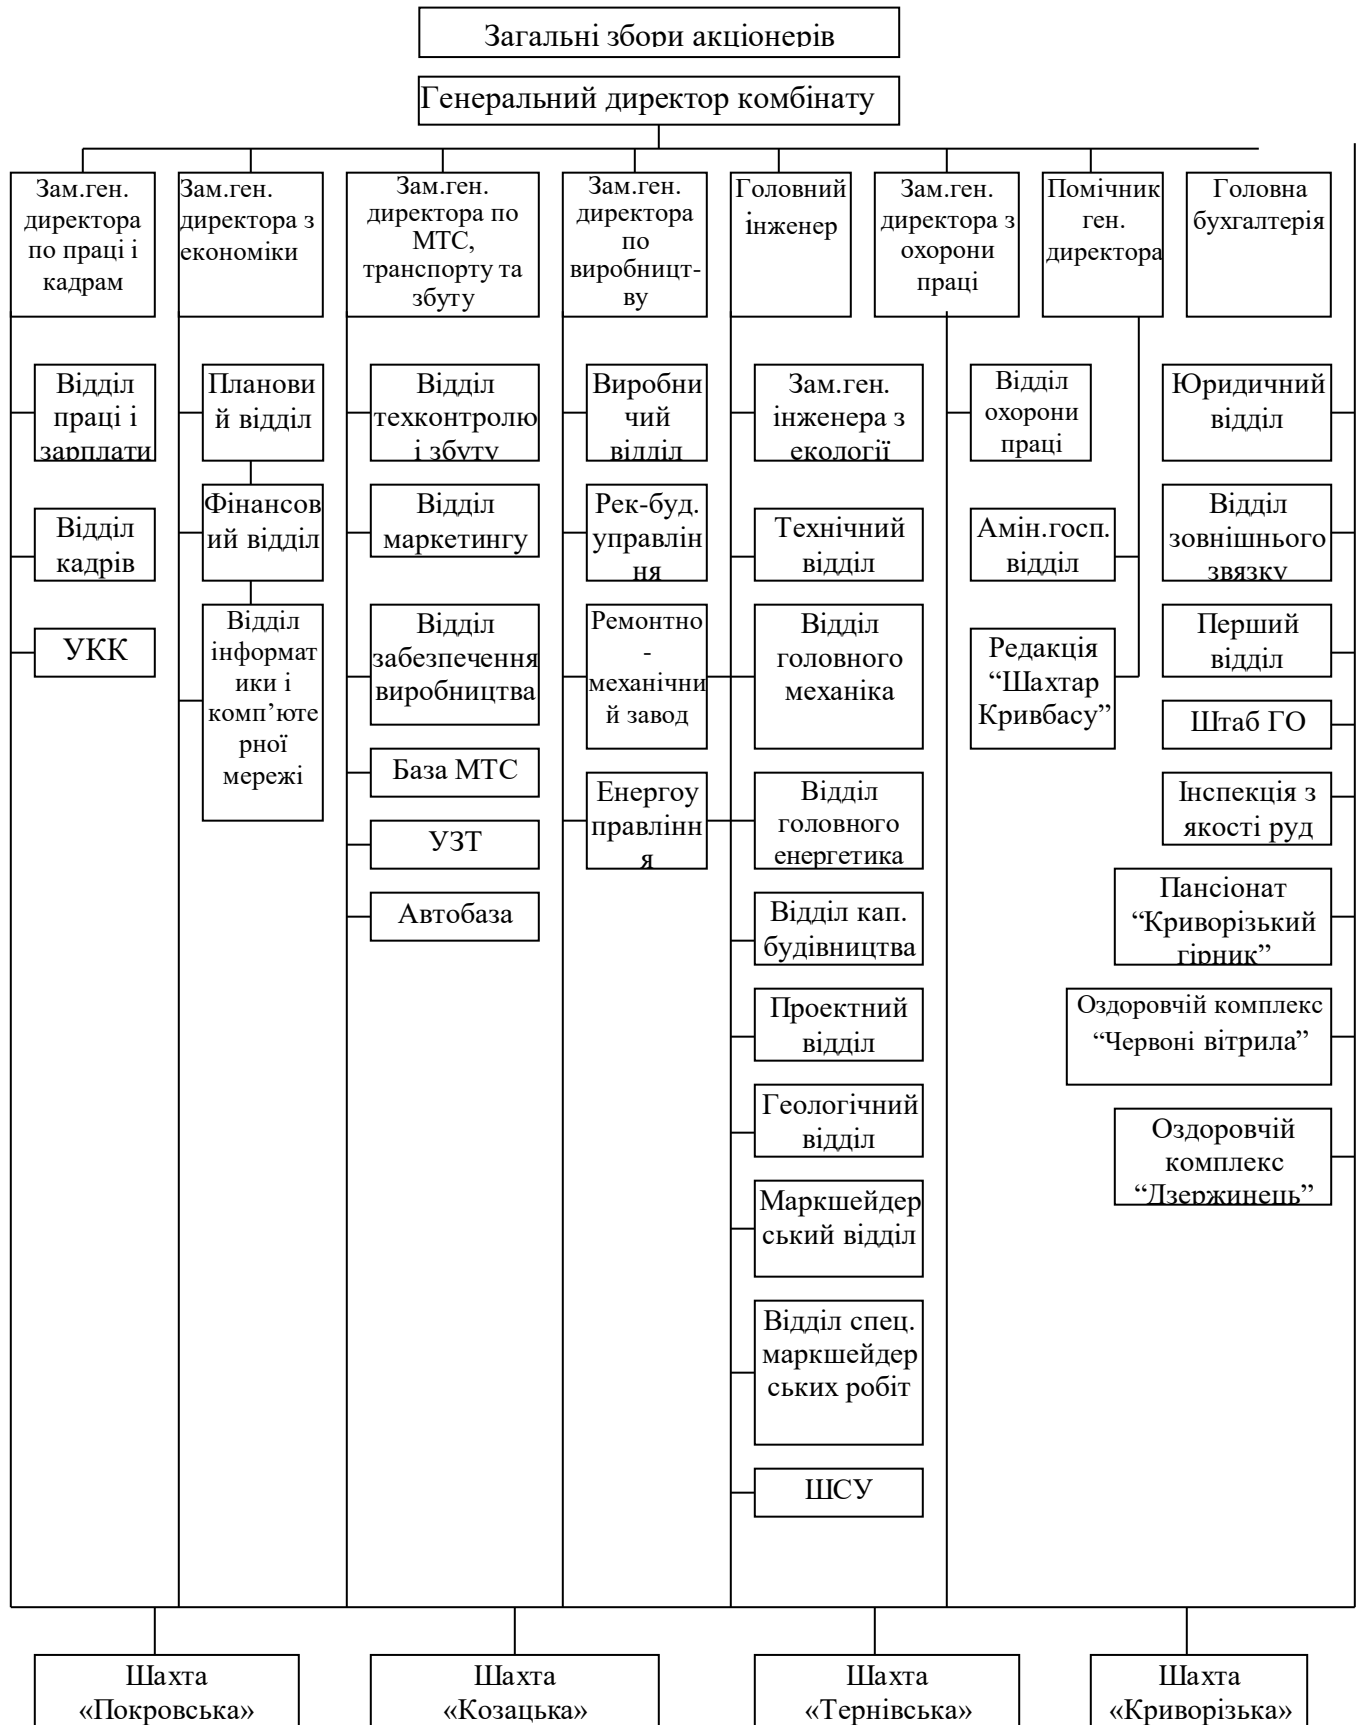 Загальні збори акціонерів
Генеральний директор комбінату
Зам.ген.
директора
по праці і
кадрам
Зам.ген.
директора з
економіки
Зам.ген.
директора по
МТС,
транспорту та
збуту
Зам.ген.
директора
по
виробницт-
ву
Головний
інженер
Зам.ген.
директора з
охорони
праці
Помічник
ген.
директора
Головна
бухгалтерія
Відділ
праці і
зарплати
Відділ
кадрів
УКК
Планови
й відділ
Фінансов
ий відділ
Відділ
інформат
ики і
комп’юте
рної
мережі
Відділ
техконтролю
і збуту
Відділ
маркетингу
Відділ
забезпечення
виробництва
База МТС
УЗТ
Автобаза
Виробни
чий
відділ
Рек-буд.
управлін
ня
Ремонтно
-
механічни
й завод
Енергоу
правлінн
я
Зам.ген.
інженера з
екології
Технічний
відділ
Відділ
головного
механіка
Відділ
головного
енергетика
Відділ кап.
будівництва
Проектний
відділ
Геологічний
відділ
Маркшейдер
ський відділ
Відділ спец.
маркшейдер
ських робіт
ШСУ
Відділ
охорони
праці
Амін.госп.
відділ
Редакція
“Шахтар
Кривбасу”
Юридичний
відділ
Відділ
зовнішнього
звязку
Перший
відділ
Штаб ГО
Інспекція з
якості руд
Пансіонат
“Криворізький
гірник”
Оздоровчій комплекс
“Червоні вітрила”
Оздоровчій
комплекс
“Дзержинець”
Шахта
«Покровська»
Шахта
«Козацька»
Шахта
«Тернівська»
Шахта
«Криворізька»